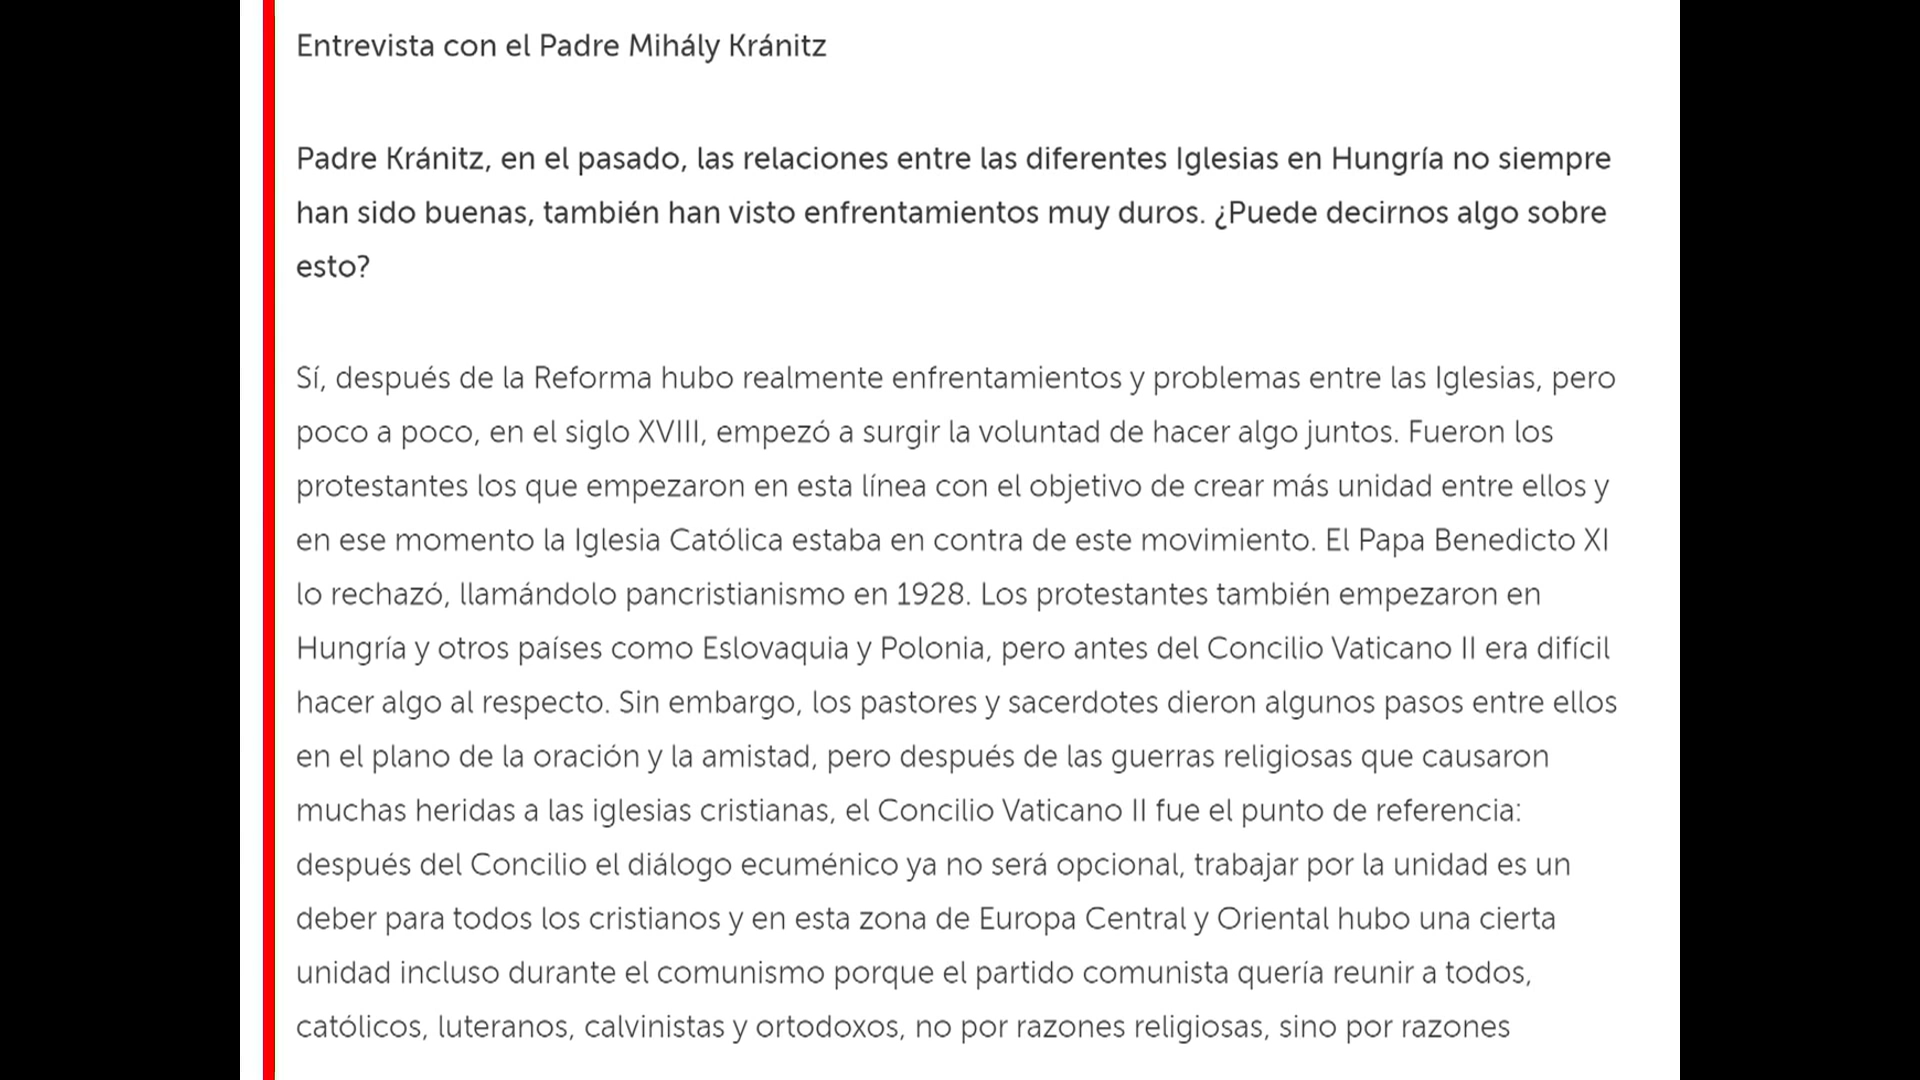 Entrevista con el Padre Mihály Kránitz
Padre Kránitz, en el pasado, las relaciones entre las diferentes Iglesias en Hungría no siempre
han sido buenas, también han visto enfrentamientos muy duros. ¿Puede decirnos algo sobre
esto?
Sí, después de la Reforma hubo realmente enfrentamientos y problemas entre las Iglesias, pero
poco a poco, en el siglo XVIII, empezó a surgir la voluntad de hacer algo juntos. Fueron los
protestantes los que empezaron en esta línea con el objetivo de crear más unidad entre ellos y
en ese momento la Iglesia Católica estaba en contra de este movimiento. El Papa Benedicto XI
lo rechazó, llamándolo pancristianismo en 1928. Los protestantes también empezaron en
Hungría y otros países como Eslovaquia y Polonia, pero antes del Concilio Vaticano II era difícil
hacer algo al respecto. Sin embargo, los pastores y sacerdotes dieron algunos pasos entre ellos
en el plano de la oración y la amistad, pero después de las guerras religiosas que causaron
muchas heridas a las iglesias cristianas, el Concilio Vaticano II fue el punto de referencia:
después del Concilio el diálogo ecuménico ya no será opcional, trabajar por la unidad es un
deber para todos los cristianos y en esta zona de Europa Central y Oriental hubo una cierta
unidad incluso durante el comunismo porque el partido comunista quería reunir a todos,
católicos, luteranos, calvinistas y ortodoxos, no por razones religiosas, sino por razones